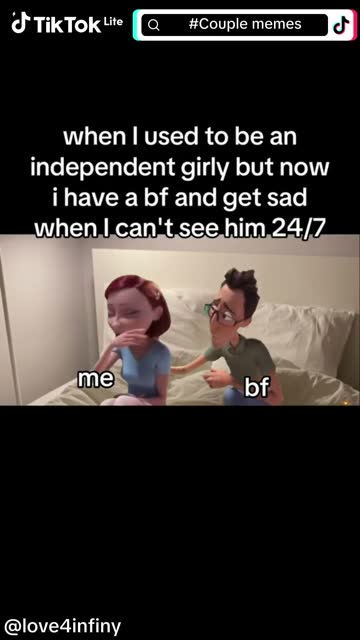 TikTok Lite
#Couple memes
when I used to be an
independent girly but now
i have a bf and get sad
when I can't see him 24/7
me
bf
@love4infiny